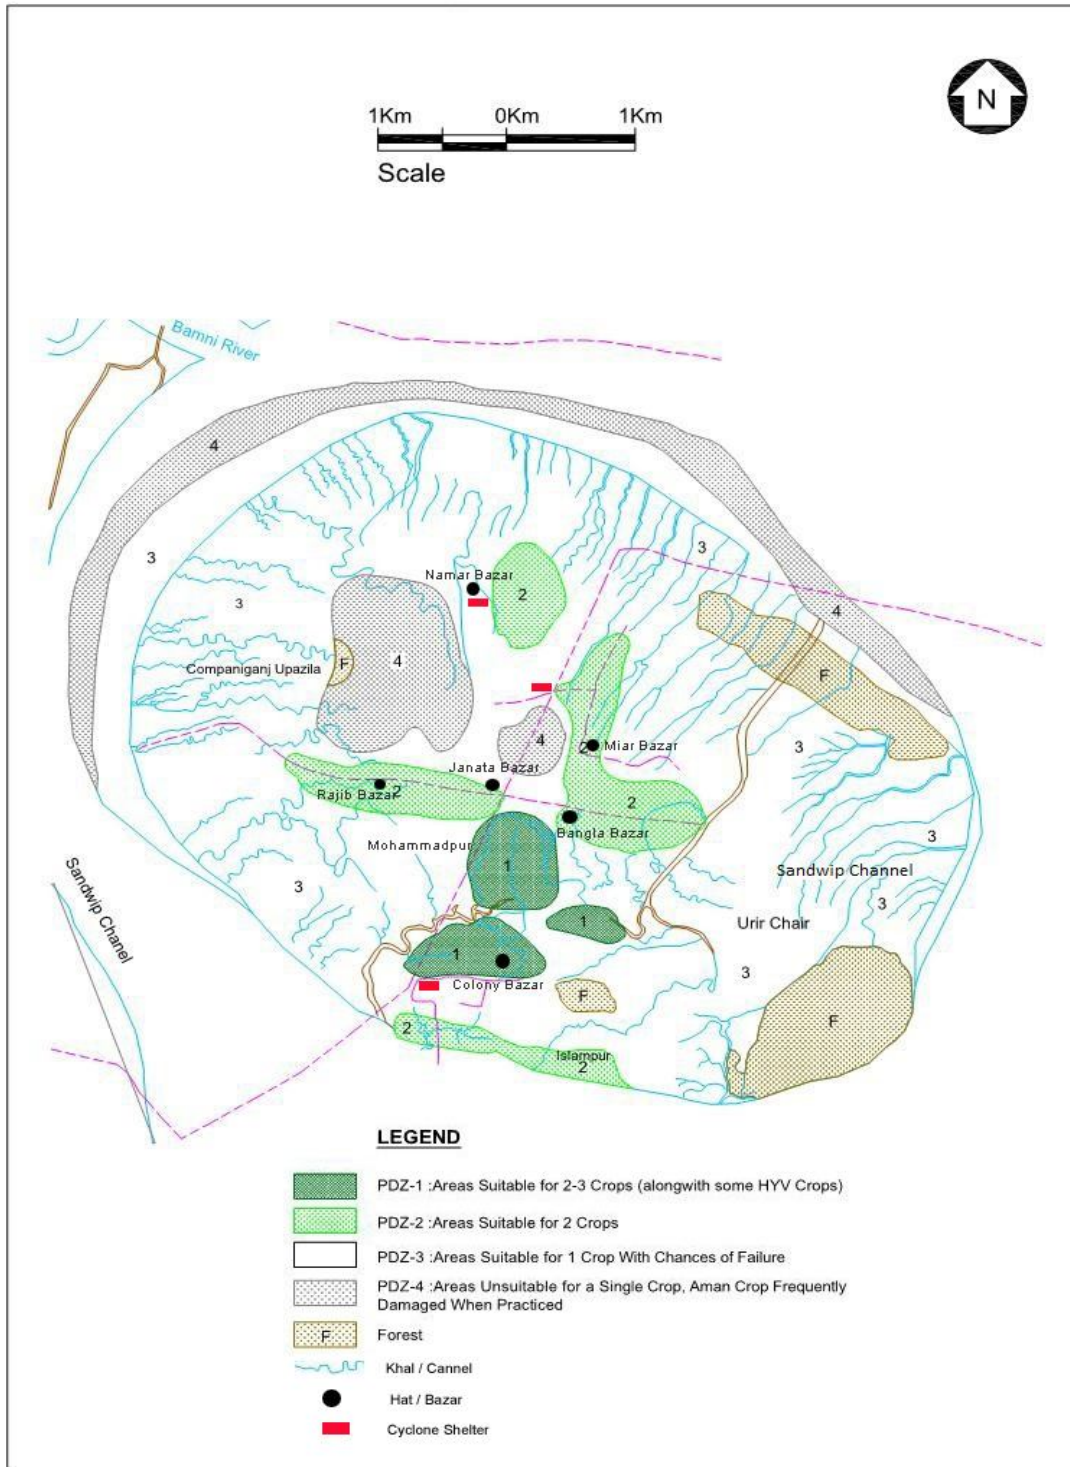 N
1Km 0Km 1Km
Scale
Bamni River
4
3
3
Namar Bazar
2
3
4
Companiganj Upazila
F
4
F
4
2
Miar Bazar
3
Janata Bazar
Rajib Bazar
2
2
Bangla Bazar
Mohammadpur
3
3
1
Sandwip Channel
Sandwip Chanel
3
1
Urir Chair
1
3
Colony Bazar
F
F
2
Islampur
2
LEGEND
PDZ-1 :Areas Suitable for 2-3 Crops (alongwith some HYV Crops)
PDZ-2 :Areas Suitable for 2 Crops
PDZ-3 :Areas Suitable for 1 Crop With Chances of Failure
PDZ-4 :Areas Unsuitable for a Single Crop, Aman Crop Frequently
Damaged When Practiced
F
Forest
Khal / Cannel
Hat / Bazar
Cyclone Shelter